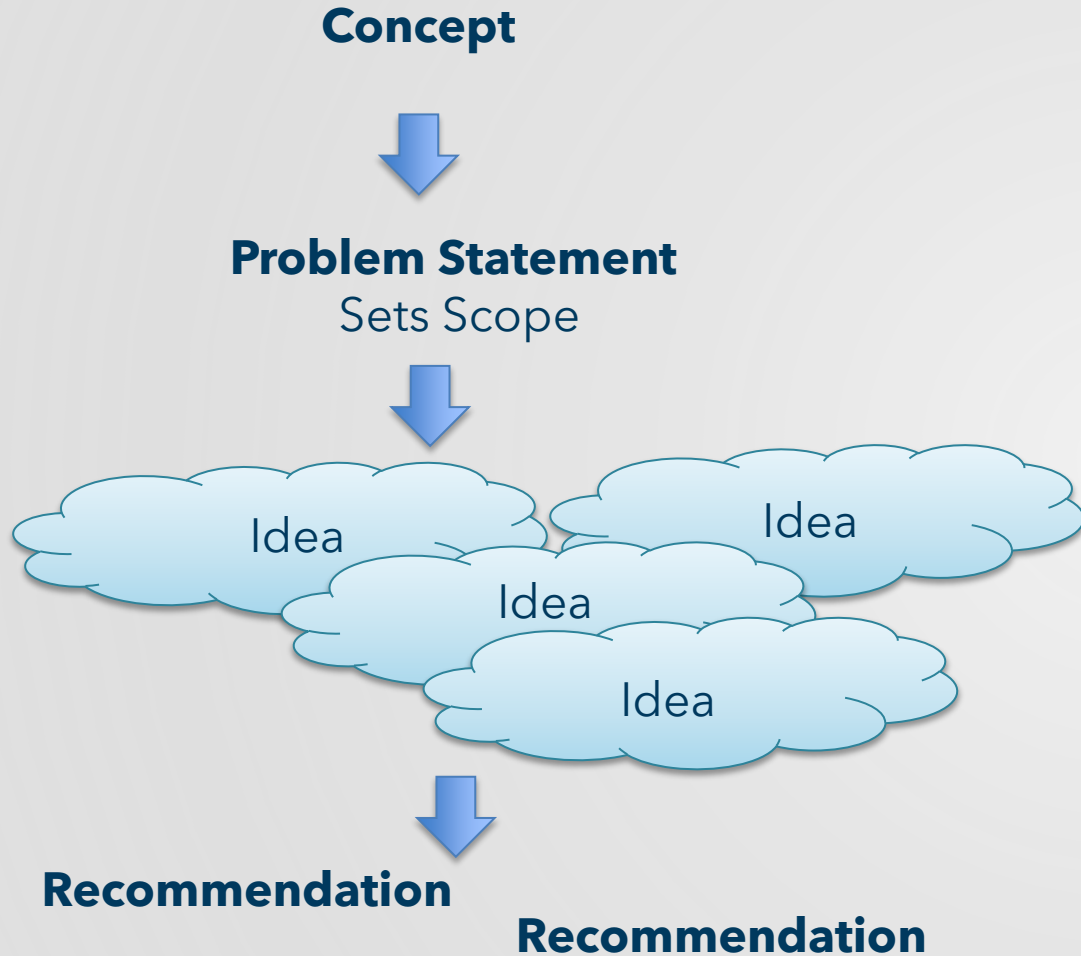 Concept
Problem Statement
Sets Scope
Idea
Idea
Idea
Idea
Recommendation
Recommendation